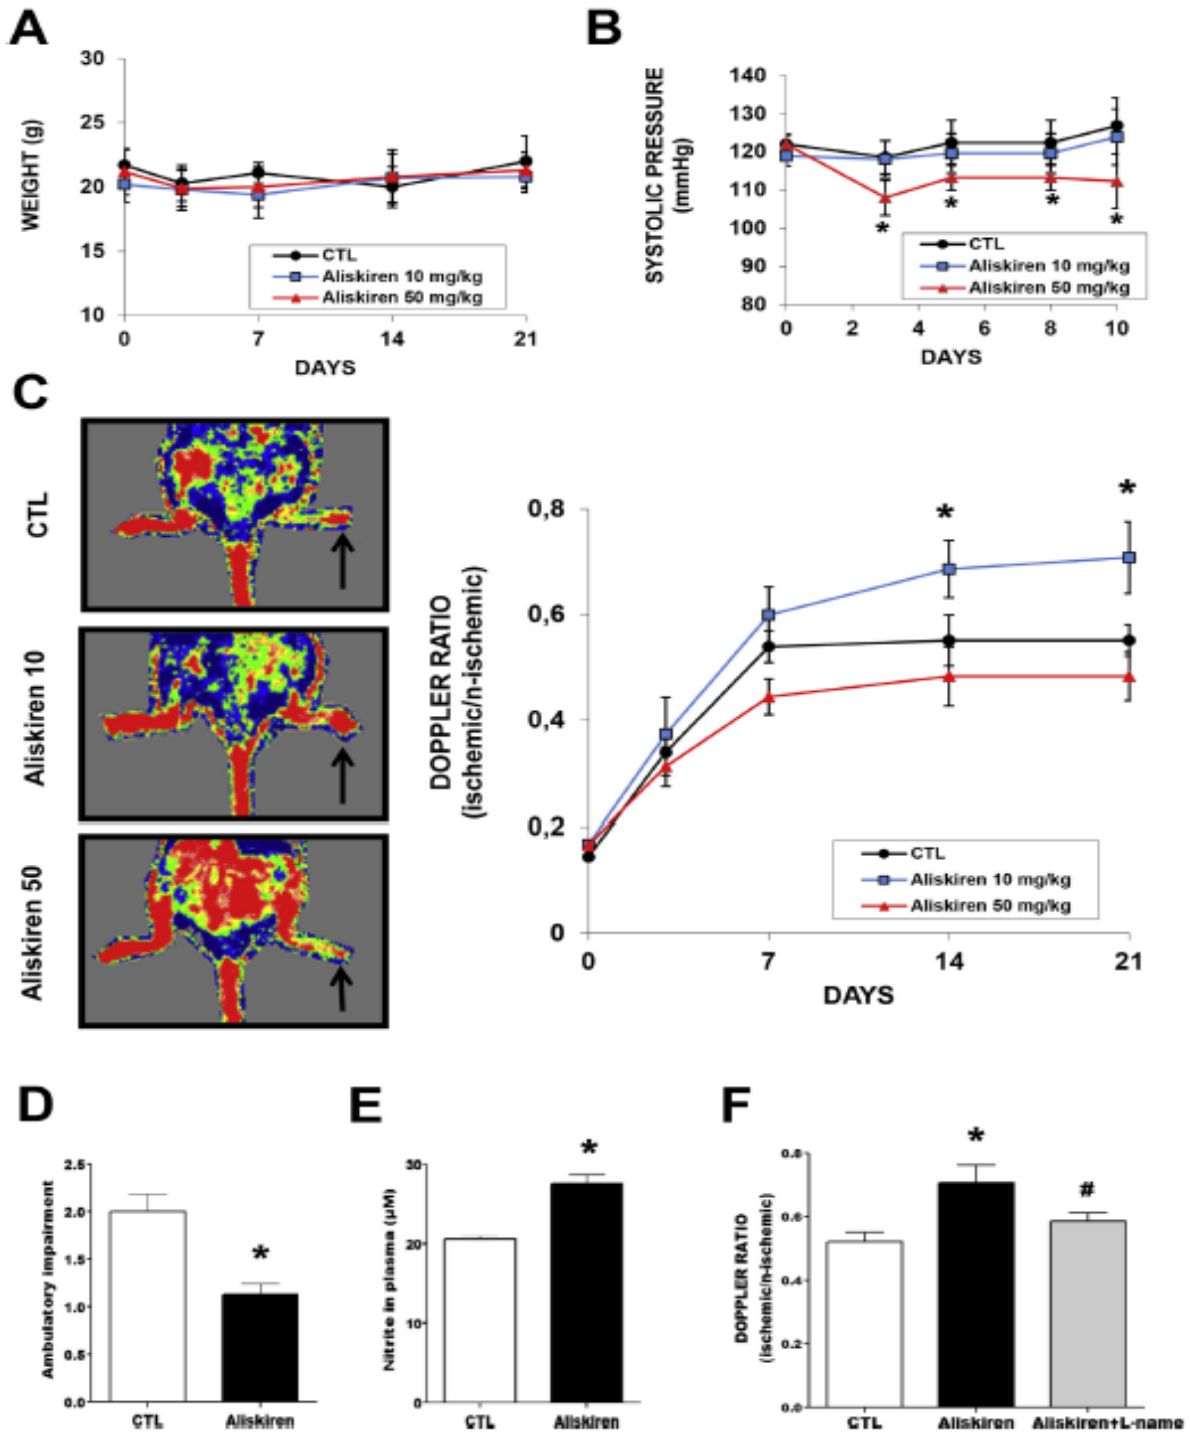 A
30
25
20
15
10
WEIGHT (g)
CTL
Aliskiren 10 mg/kg
Aliskiren 50 mg/kg
0 7 14 21
DAYS
B
140
130
120
110
100
90
80
SYSTOLIC PRESSURE
(mmHg)
* * * *
CTL
Aliskiren 10 mg/kg
Aliskiren 50 mg/kg
0 2 4 6 8 10
DAYS
C
CTL
Aliskiren 10
Aliskiren 50
DOPPLER RATIO
(ischemic/n-ischemic)
0,8
0,6
0,4
0,2
0
* *
CTL
Aliskiren 10 mg/kg
Aliskiren 50 mg/kg
0 7 14 21
DAYS
D
Ambulatory impairment
2.5
2.0
1.5
1.0
0.5
0.0
*
CTL Aliskiren
E
Nitrite in plasma (µM)
30
20
10
0
*
CTL Aliskiren
F
DOPPLER RATIO
(ischemic/n-ischemic)
0.8
0.6
0.4
0.2
0.0
*
#
CTL Aliskiren Aliskiren+L-name